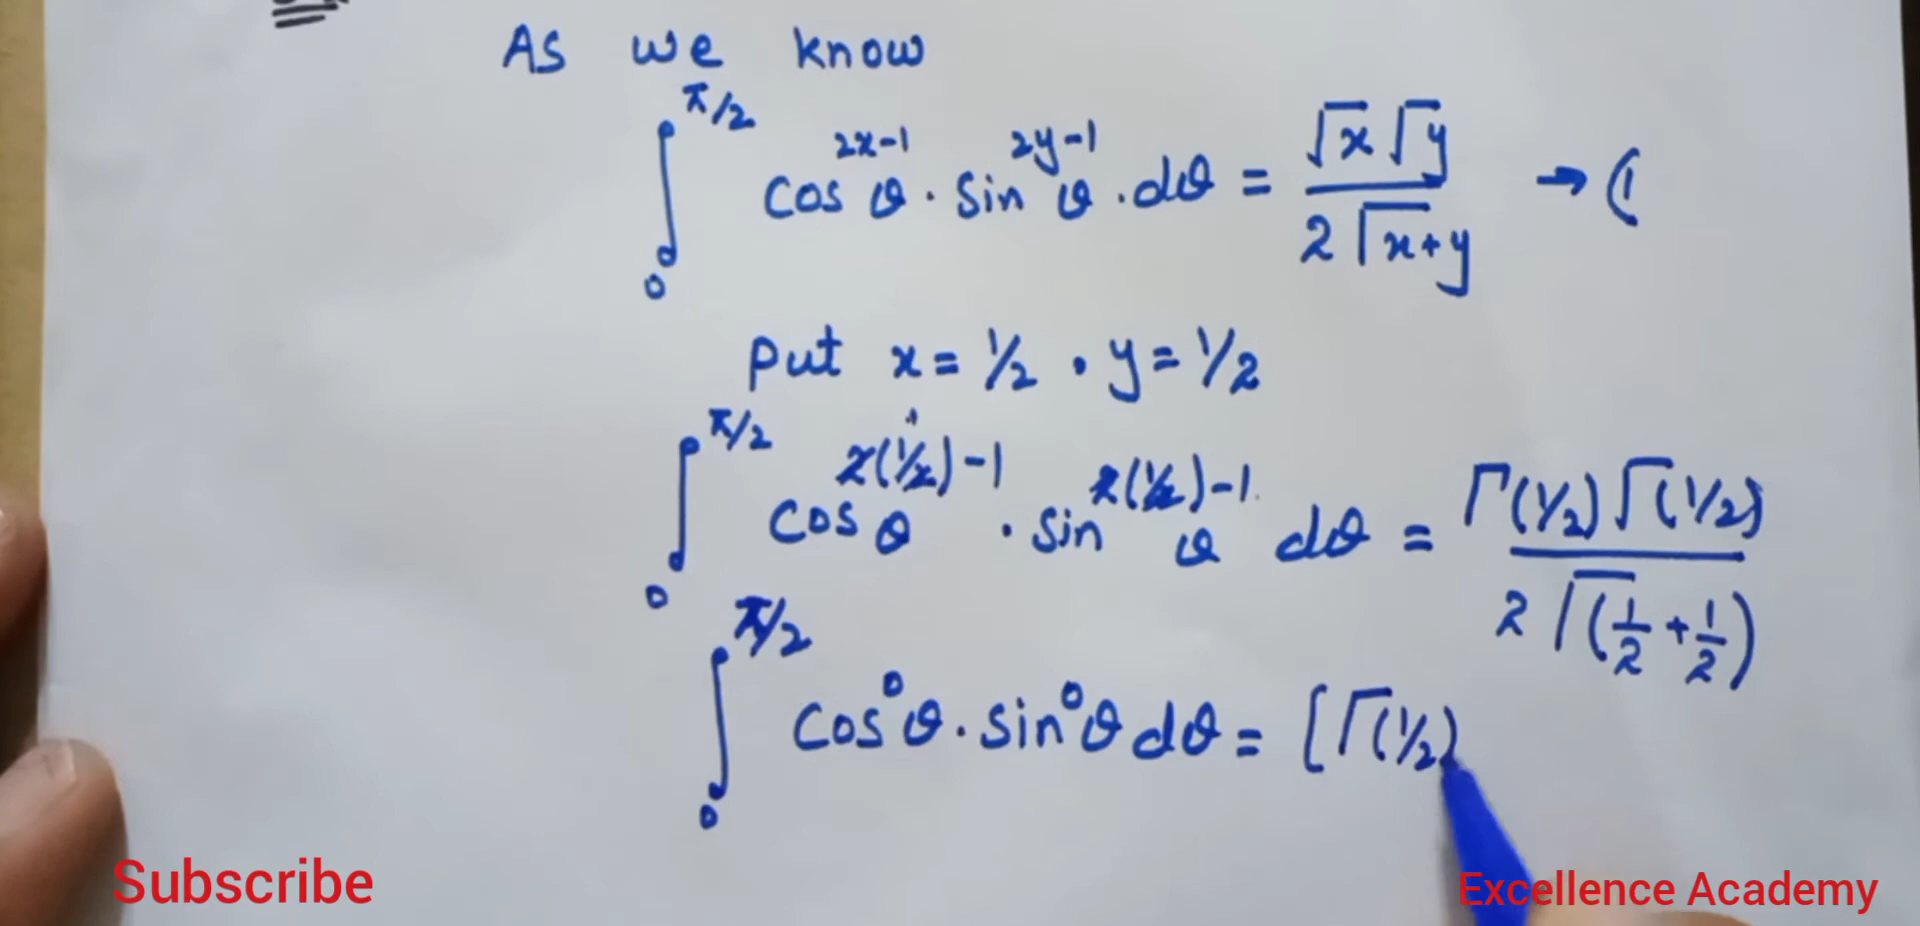 As we know
∫₀^{π/2} cos^{2x-1}θ · sin^{2y-1}θ · dθ = Γx Γy / 2 Γx+y → (1
put x = 1/2 , y = 1/2
∫₀^{π/2} cos^{2(1/2)-1}θ · sin^{2(1/2)-1}θ dθ = Γ(1/2) Γ(1/2) / 2 Γ(1/2 + 1/2)
∫₀^{π/2} cos⁰θ · sin⁰θ dθ = [Γ(1/2)
Subscribe
Excellence Academy